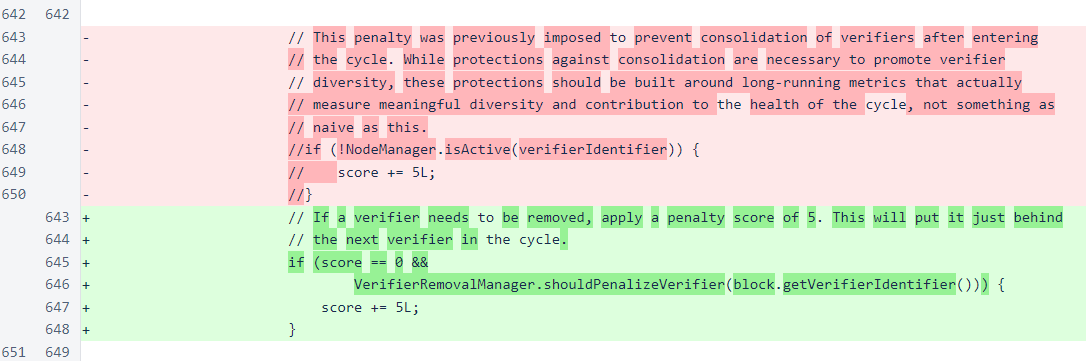 642 642
643 - // This penalty was previously imposed to prevent consolidation of verifiers after entering
644 - // the cycle. While protections against consolidation are necessary to promote verifier
645 - // diversity, these protections should be built around long-running metrics that actually
646 - // measure meaningful diversity and contribution to the health of the cycle, not something as
647 - // naive as this.
648 - //if (!NodeManager.isActive(verifierIdentifier)) {
649 - //    score += 5L;
650 - //}
643 + // If a verifier needs to be removed, apply a penalty score of 5. This will put it just behind
644 + // the next verifier in the cycle.
645 + if (score == 0 &&
646 + VerifierRemovalManager.shouldPenalizeVerifier(block.getVerifierIdentifier())) {
647 + score += 5L;
648 + }
651 649